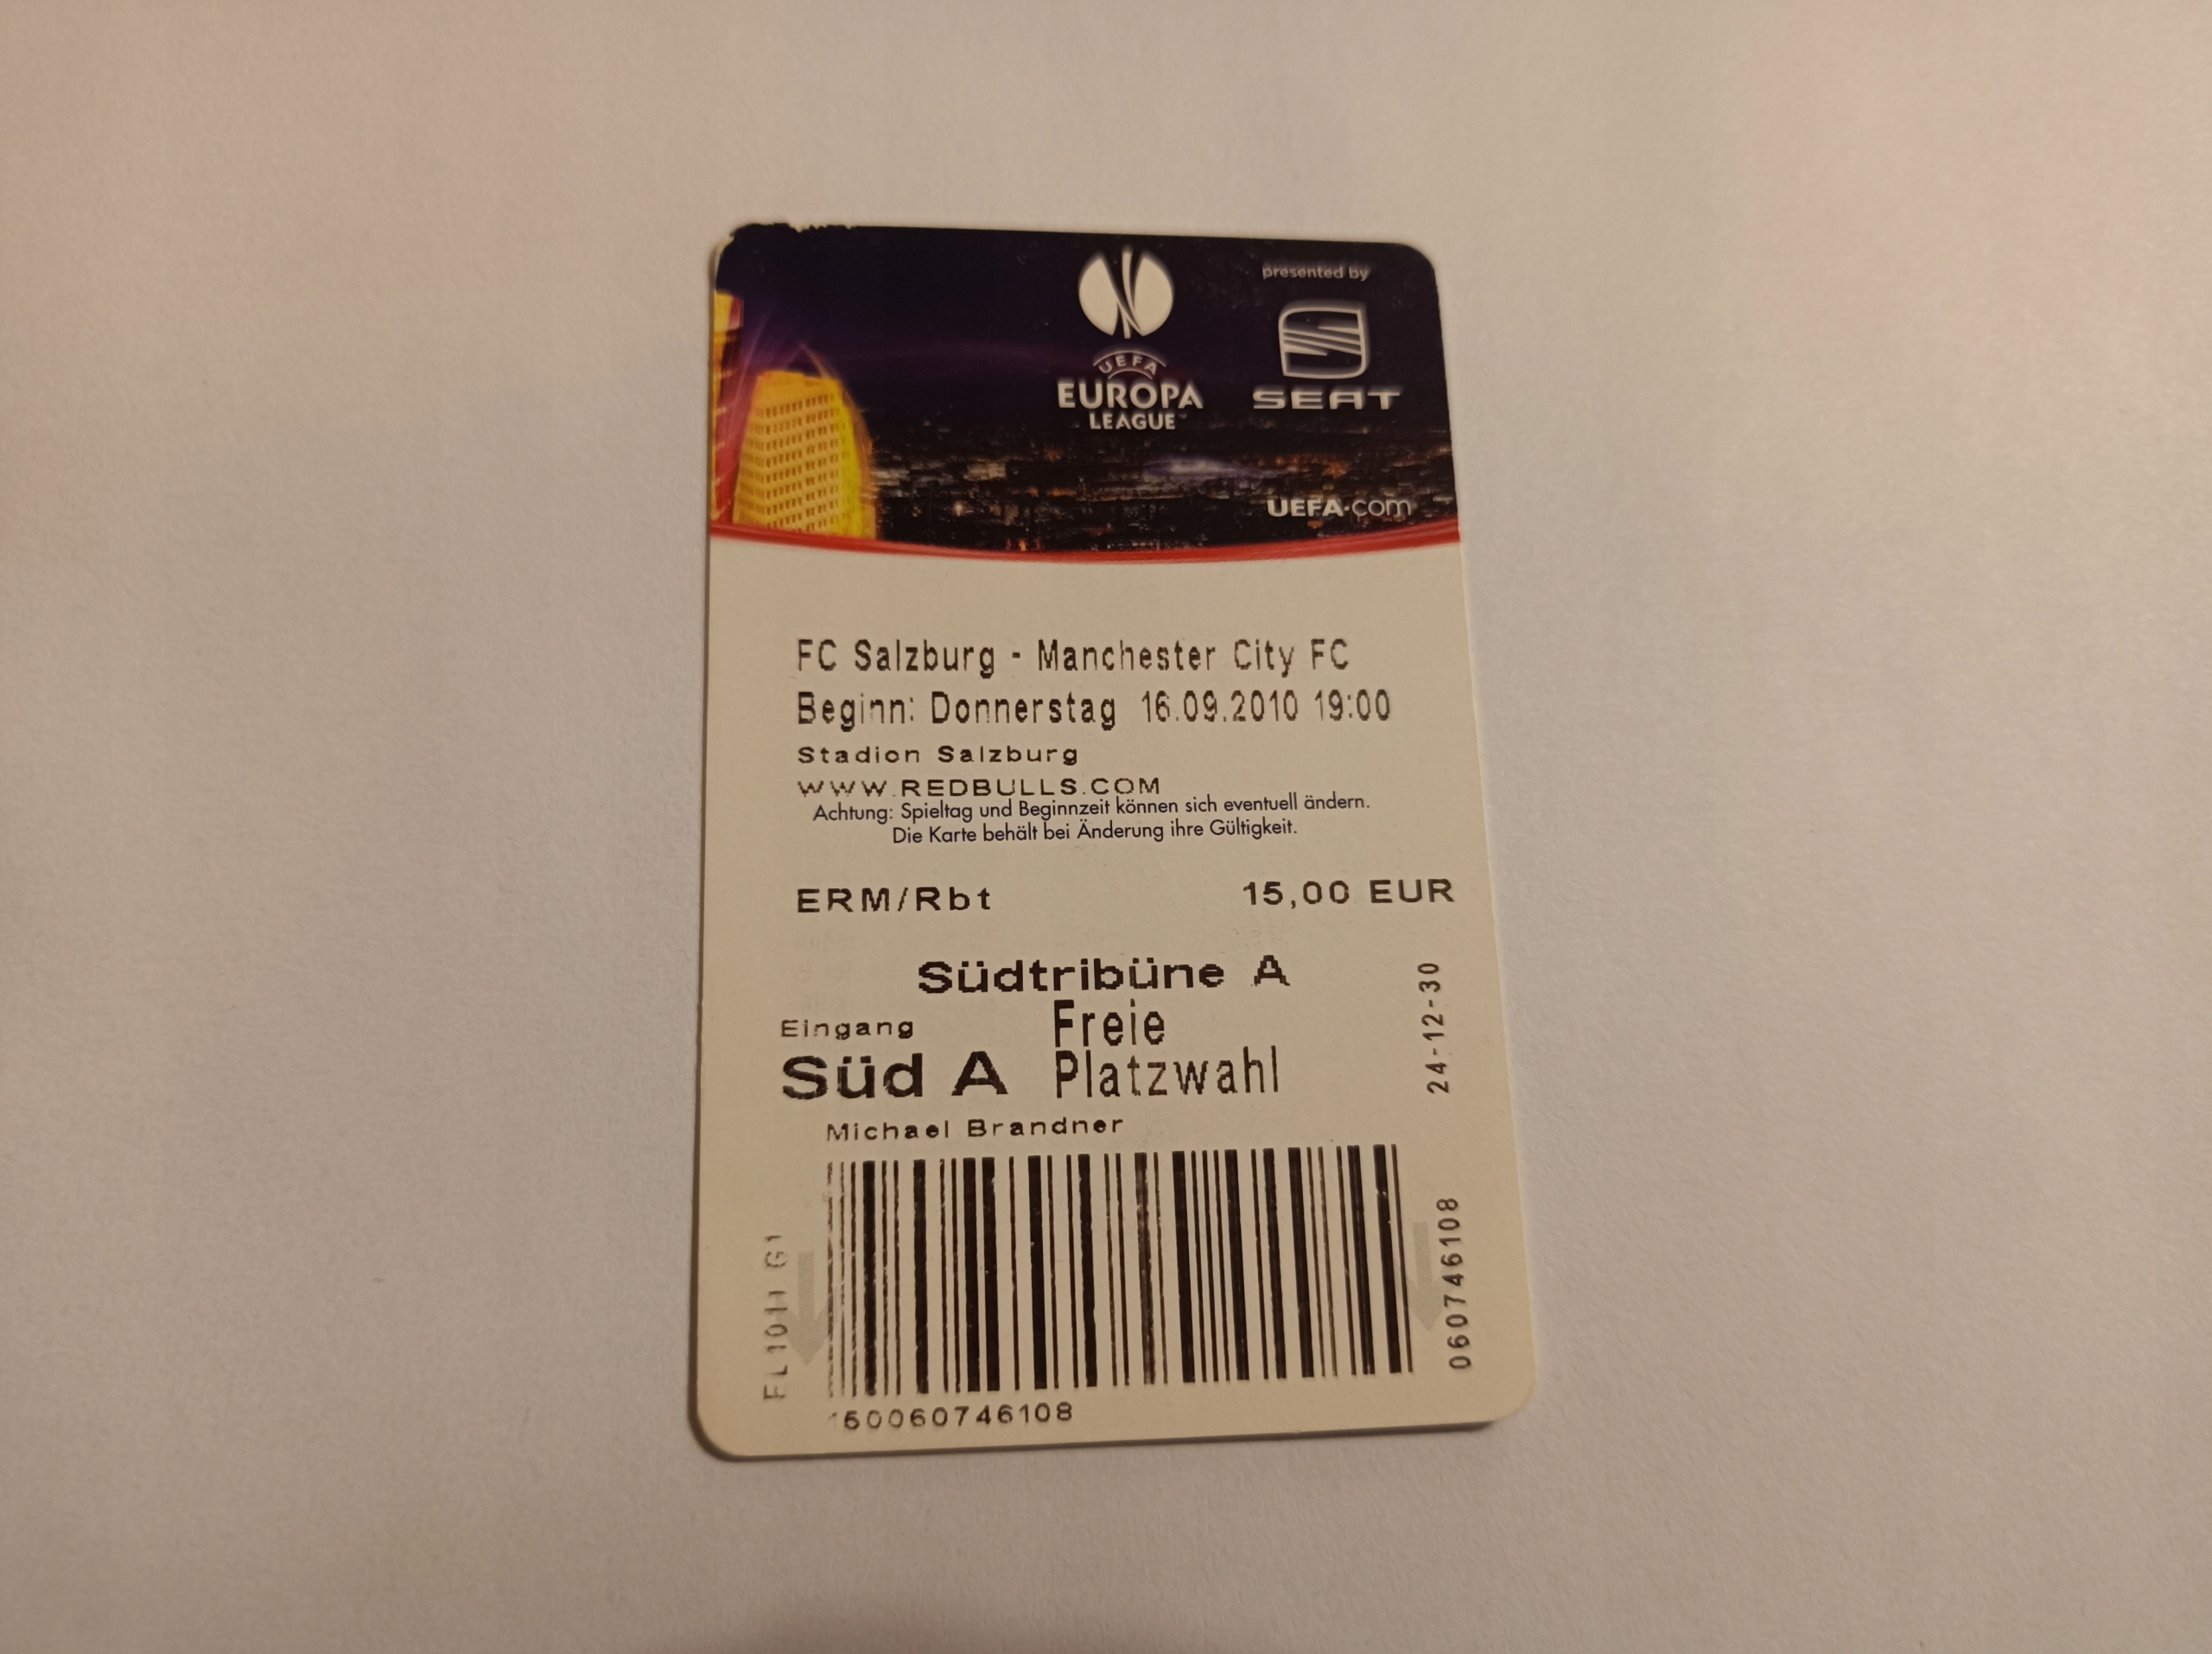 presented by
UEFA
EUROPA
LEAGUE™
SEAT
UEFA.com
FC Salzburg - Manchester City FC
Beginn: Donnerstag 16.09.2010 19:00
Stadion Salzburg
WWW.REDBULLS.COM
Achtung: Spieltag und Beginnzeit können sich eventuell ändern.
Die Karte behält bei Änderung ihre Gültigkeit.
ERM/Rbt 15,00 EUR
Südtribüne A
Eingang Freie
Süd A Platzwahl
24-12-30
Michael Brandner
060746108